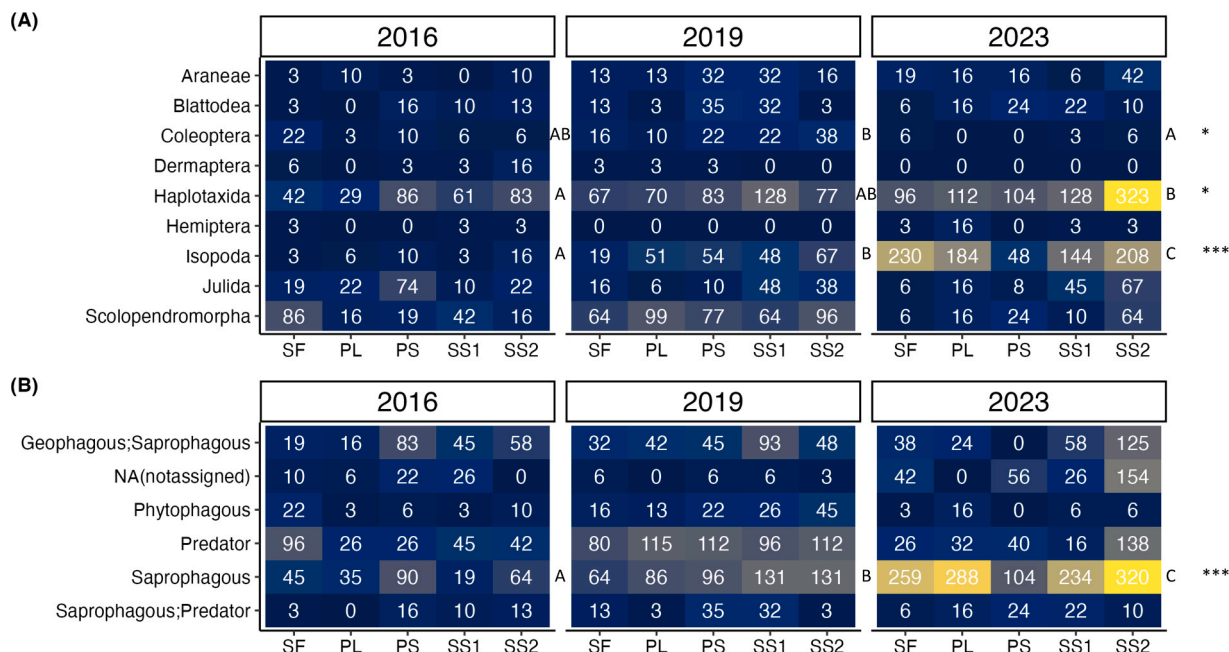 (A)
2016 2019 2023
Araneae 3 10 3 0 10 13 13 32 32 16 19 16 16 6 42
Blattodea 3 0 16 10 13 13 3 35 32 3 6 16 24 22 10
Coleoptera 22 3 10 6 6 AB 16 10 22 22 38 B 6 0 0 3 6 A *
Dermaptera 6 0 3 3 16 3 3 3 0 0 0 0 0 0 0
Haplotaxida 42 29 86 61 83 A 67 70 83 128 77 AB 96 112 104 128 323 B *
Hemiptera 3 0 0 3 3 0 0 0 0 0 3 16 0 3 3
Isopoda 3 6 10 3 16 A 19 51 54 48 67 B 230 184 48 144 208 C ***
Julida 19 22 74 10 22 16 6 10 48 38 6 16 8 45 67
Scolopendromorpha 86 16 19 42 16 64 99 77 64 96 6 16 24 10 64
SF PL PS SS1 SS2 SF PL PS SS1 SS2 SF PL PS SS1 SS2
(B)
2016 2019 2023
Geophagous;Saprophagous 19 16 83 45 58 32 42 45 93 48 38 24 0 58 125
NA(notassigned) 10 6 22 26 0 6 0 6 6 3 42 0 56 26 154
Phytophagous 22 3 6 3 10 16 13 22 26 45 3 16 0 6 6
Predator 96 26 26 45 42 80 115 112 96 112 26 32 40 16 138
Saprophagous 45 35 90 19 64 A 64 86 96 131 131 B 259 288 104 234 320 C ***
Saprophagous;Predator 3 0 16 10 13 13 3 35 32 3 6 16 24 22 10
SF PL PS SS1 SS2 SF PL PS SS1 SS2 SF PL PS SS1 SS2